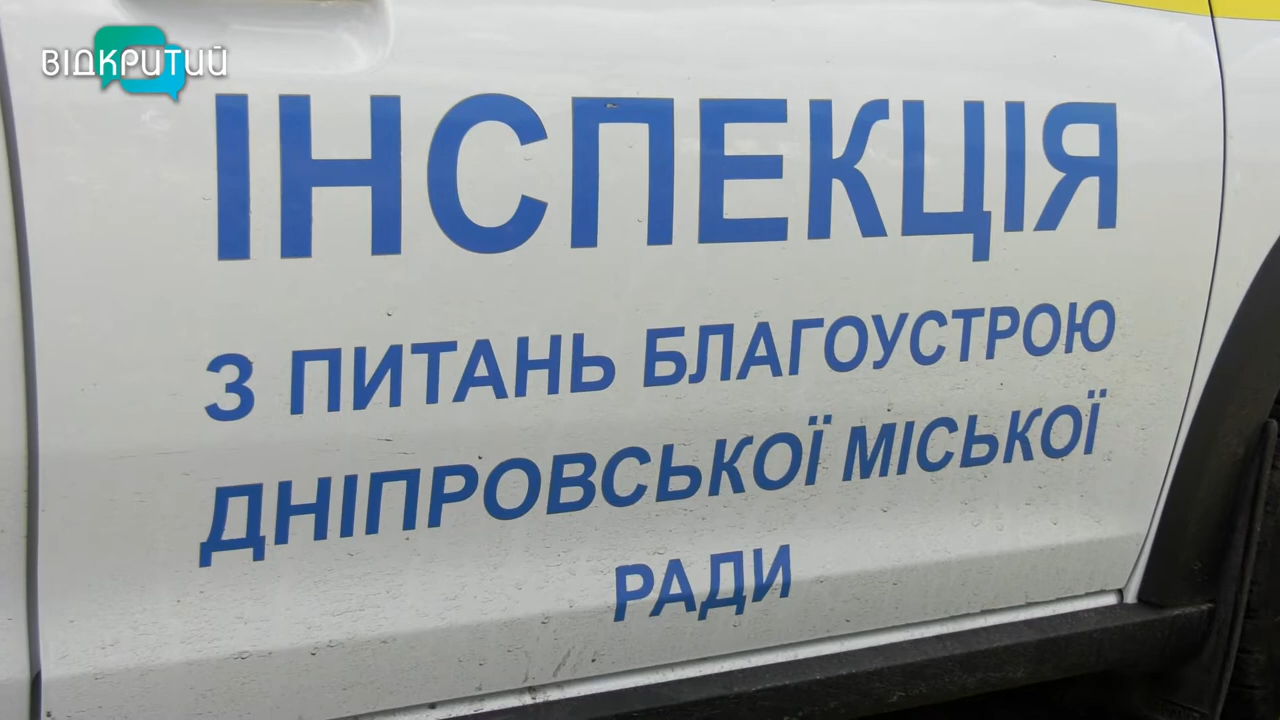 ВІДКРИТИЙ
ІНСПЕКЦІЯ
З ПИТАНЬ БЛАГОУСТРОЮ
ДНІПРОВСЬКОЇ МІСЬКОЇ
РАДИ